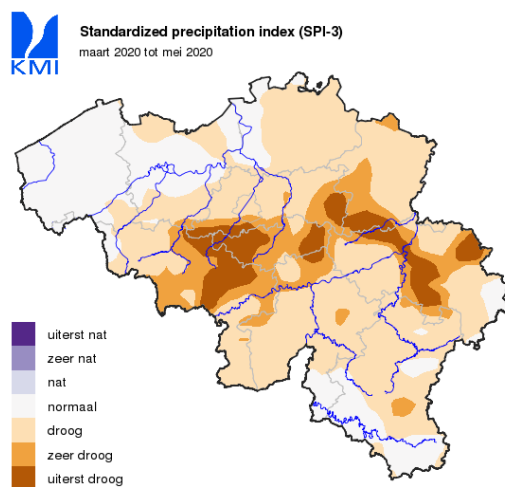 Standardized precipitation index (SPI-3)
maart 2020 tot mei 2020
KMI
uiterst nat
zeer nat
nat
normaal
droog
zeer droog
uiterst droog